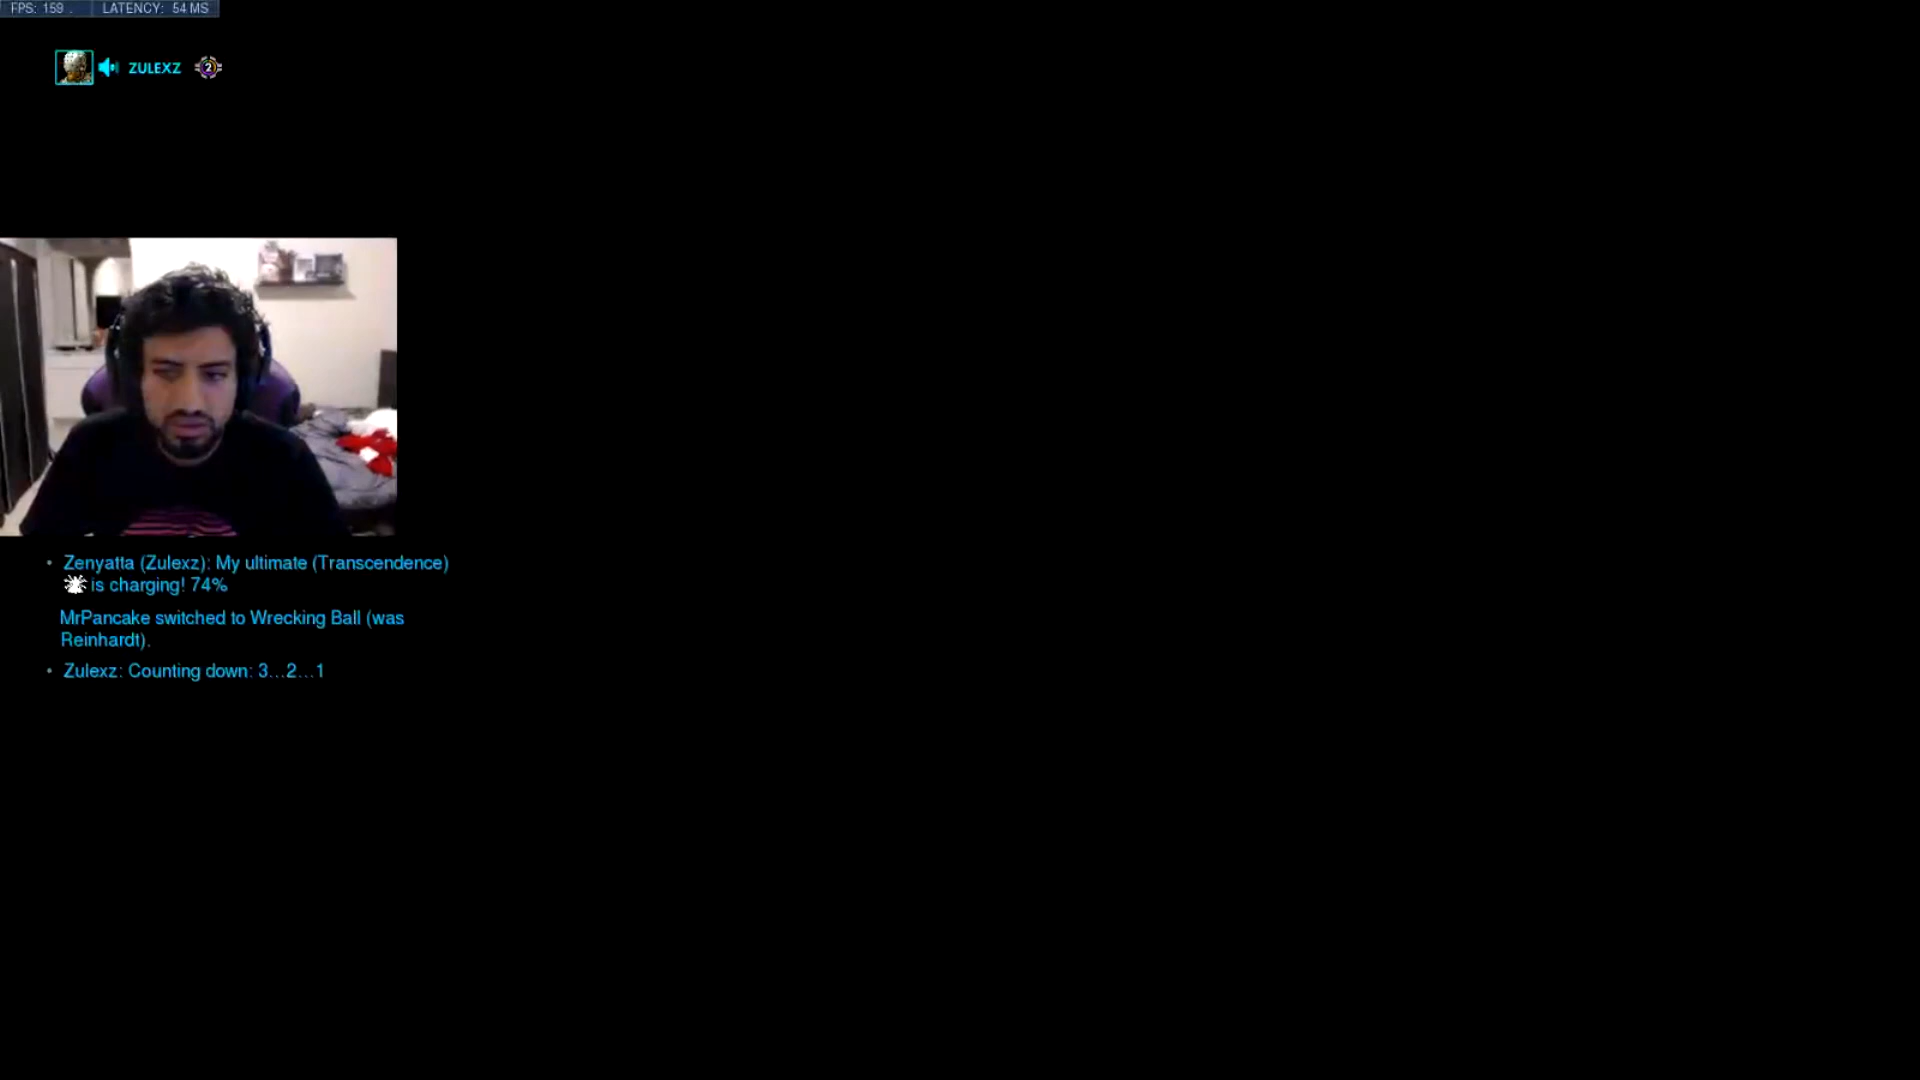 FPS: 159 . LATENCY: 54 MS
ZULEXZ 2
• Zenyatta (Zulexz): My ultimate (Transcendence)
is charging! 74%
MrPancake switched to Wrecking Ball (was
Reinhardt).
• Zulexz: Counting down: 3...2...1